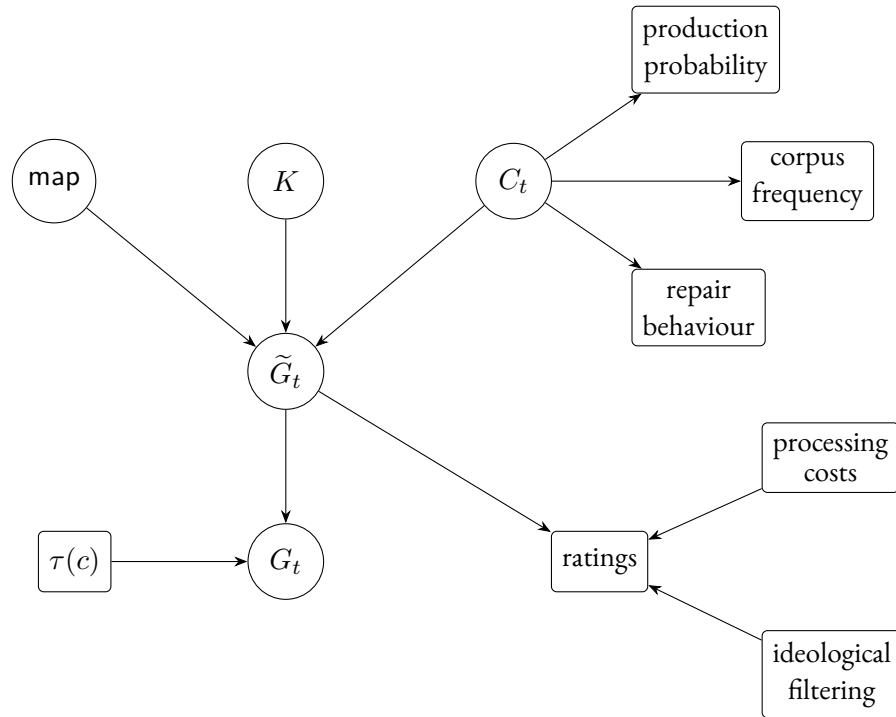 production
probability
map
K
C_t
corpus
frequency
repair
behaviour
G̃_t
processing
costs
τ(c)
G_t
ratings
ideological
filtering